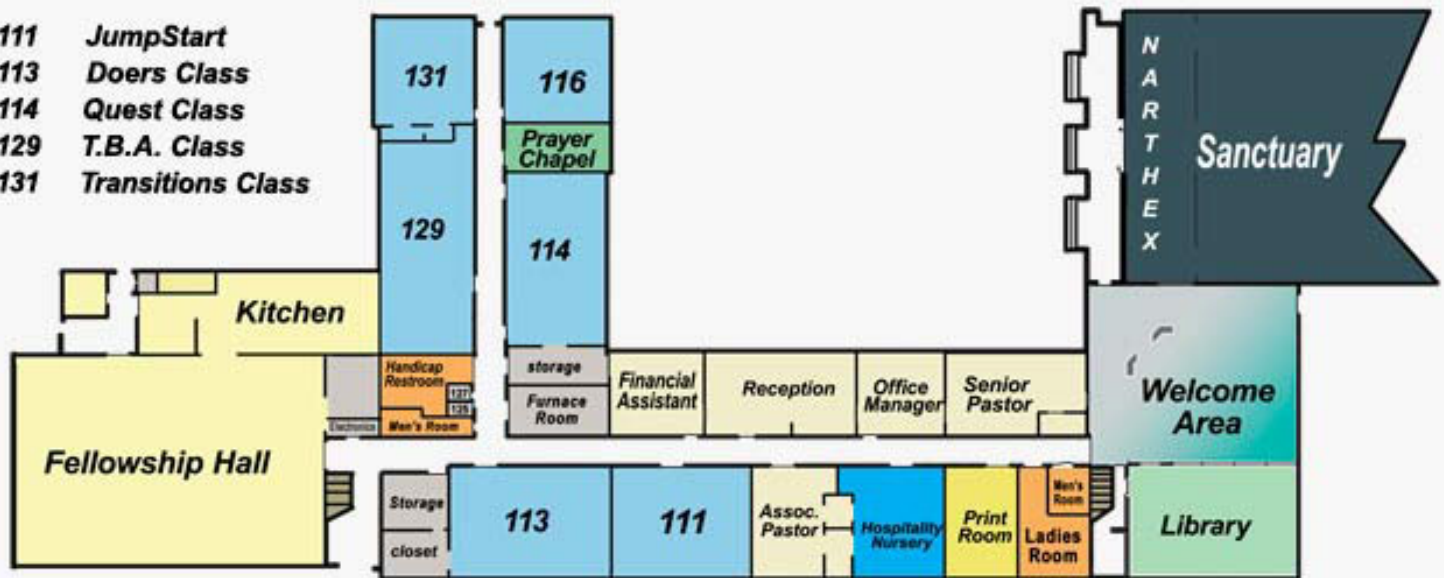 111 JumpStart
113 Doers Class
114 Quest Class
129 T.B.A. Class
131 Transitions Class
131
116
Prayer
Chapel
129
114
NARTHEX
Sanctuary
Kitchen
Handicap
Restroom
127
125
Men's Room
Electronics
storage
Furnace
Room
Financial
Assistant
Reception
Office
Manager
Senior
Pastor
Welcome
Area
Fellowship Hall
Storage
closet
113
111
Assoc.
Pastor
Hospitality
Nursery
Print
Room
Men's
Room
Ladies
Room
Library